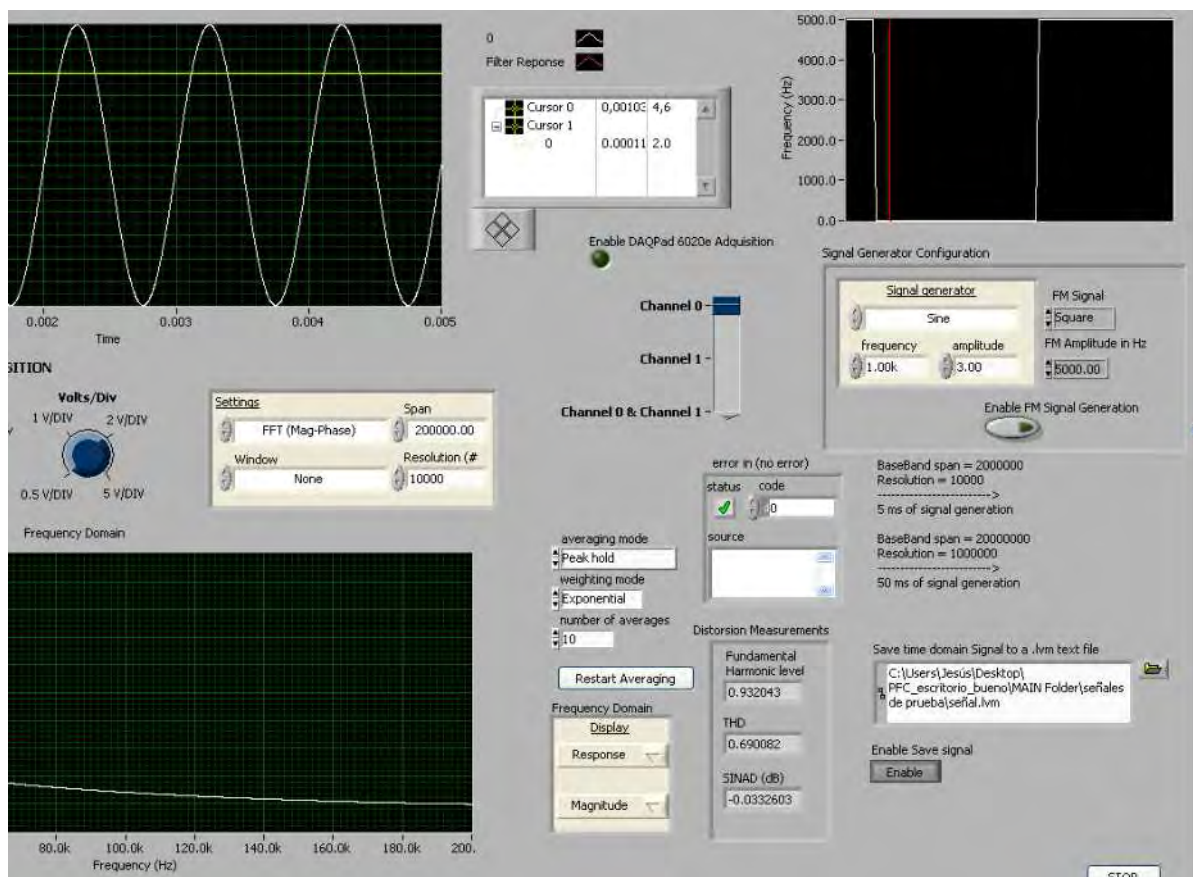 0
Filter Reponse
Cursor 0 0,00103 4,6
Cursor 1
0 0.00011 2.0
5000.0
4000.0
3000.0
2000.0
1000.0
0.0
Frequency (Hz)
0.002 0.003 0.004 0.005
Time
Enable DAQPad 6020e Adquisition
Channel 0
Channel 1
Channel 0 & Channel 1
Signal Generator Configuration
Signal generator
Sine
frequency amplitude
1.00k 3.00
FM Signal
Square
FM Amplitude in Hz
5000.00
Enable FM Signal Generation
SITION
Volts/Div
1 V/DIV 2 V/DIV
0.5 V/DIV 5 V/DIV
Settings
FFT (Mag-Phase)
Span
200000.00
Window
None
Resolution (#
10000
error in (no error)
status code
0
source
BaseBand span = 2000000
Resolution = 10000
------------------------>
5 ms of signal generation
BaseBand span = 20000000
Resolution = 1000000
------------------------>
50 ms of signal generation
Frequency Domain
80.0k 100.0k 120.0k 140.0k 160.0k 180.0k 200.
Frequency (Hz)
averaging mode
Peak hold
weighting mode
Exponential
number of averages
10
Restart Averaging
Frequency Domain
Display
Response
Magnitude
Distorsion Measurements
Fundamental
Harmonic level
0.932043
THD
0.690082
SINAD (dB)
-0.0332603
Save time domain Signal to a .lvm text file
C:\Users\Jesús\Desktop\
PFC_escritorio_bueno\MAIN Folder\señales
de prueba\señal.lvm
Enable Save signal
Enable
STOP